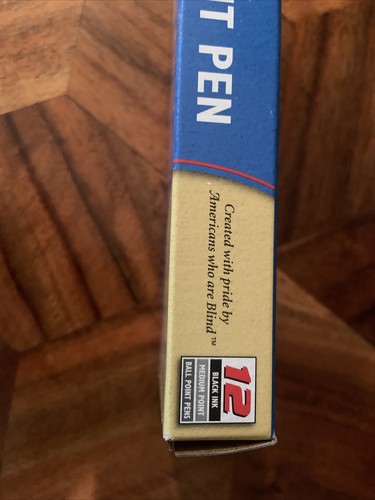 T PEN
Created with pride by
Americans who are Blind™
12
BLACK INK
MEDIUM POINT
BALL POINT PENS